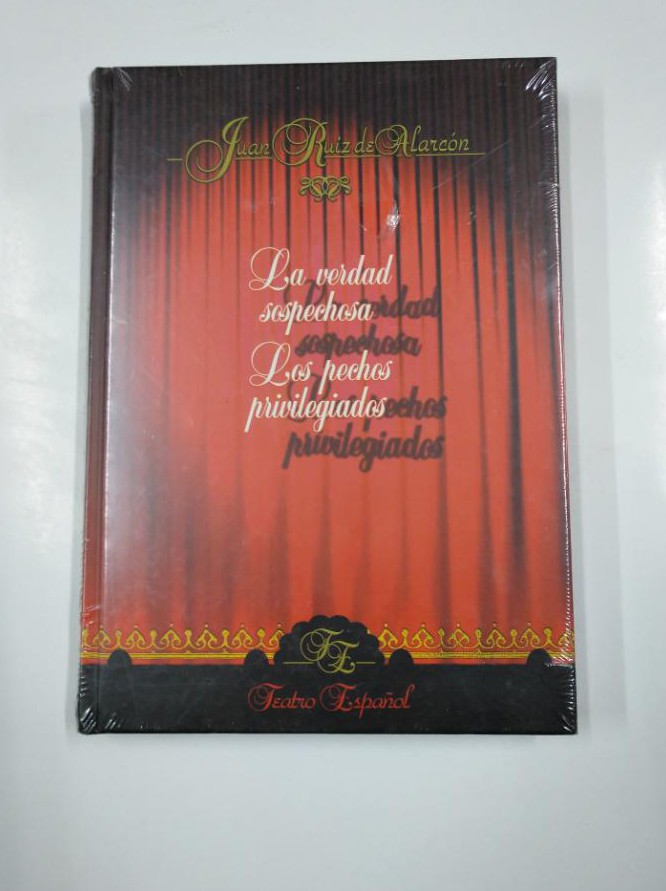 Juan Ruiz de Alarcón
La verdad
sospechosa
Los pechos
privilegiados
TE
Teatro Español